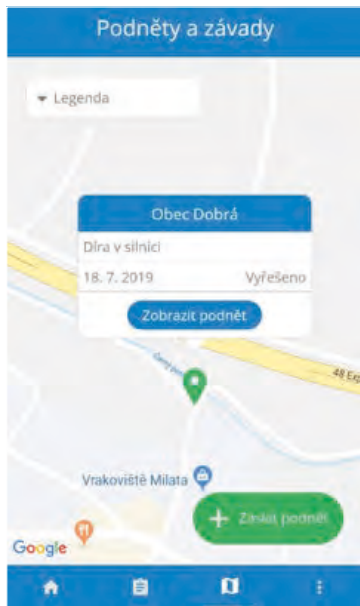 Podněty a závady
Legenda
Obec Dobrá
Díra v silnici
18. 7. 2019 Vyřešeno
Zobrazit podnět
48 Exp
Vrakoviště Milata
Zaslat podnět
Google